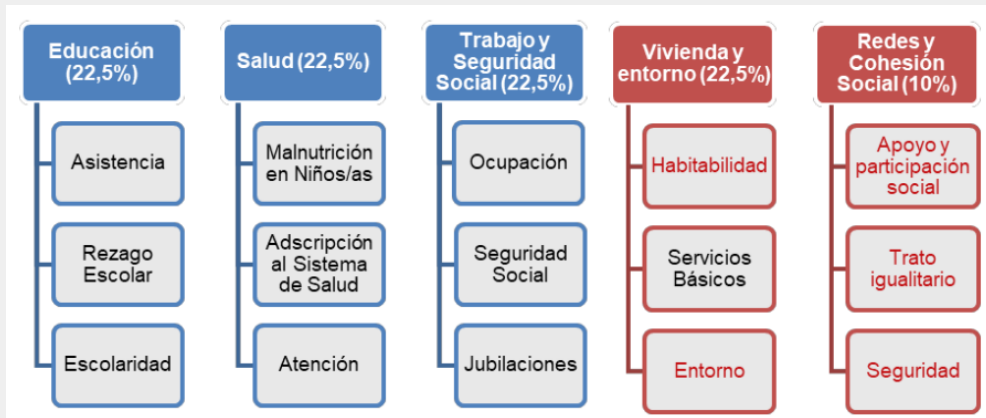 Educación
(22,5%)
Asistencia
Rezago
Escolar
Escolaridad
Salud (22,5%)
Malnutrición
en Niños/as
Adscripción
al Sistema
de Salud
Atención
Trabajo y
Seguridad
Social (22,5%)
Ocupación
Seguridad
Social
Jubilaciones
Vivienda y
entorno (22,5%)
Habitabilidad
Servicios
Básicos
Entorno
Redes y
Cohesión
Social (10%)
Apoyo y
participación
social
Trato
igualitario
Seguridad